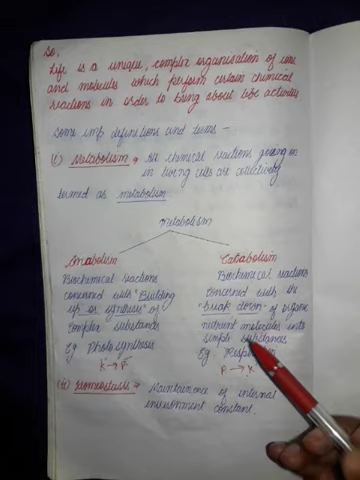 So,
Life is a unique, complex organisation of
and molecules which perform certain chemical
reactions in order to bring about life activities
Some imp definitions and terms -
(i) Metabolism → chemical reactions going on
in living cells are collectively
termed as metabolism
Metabolism
Anabolism
Biochemical reactions
concerned with "Building
up or synthesis" of
complex substances
Eg Photosynthesis
K → P
Catabolism
Biochemical reactions
concerned with the
"break down" of organic
nutrient molecules into
simple substances
Eg Respiration
P → K
(ii) Homeostasis → Maintainence of internal
environment constant.